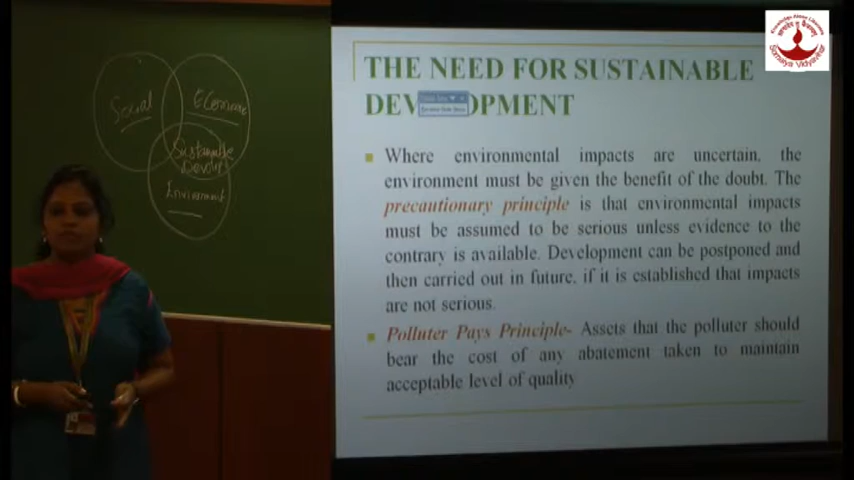 Social
Economic
Sustainable
Environment
THE NEED FOR SUSTAINABLE
DEV OPMENT
Where environmental impacts are uncertain, the
environment must be given the benefit of the doubt. The
precautionary principle is that environmental impacts
must be assumed to be serious unless evidence to the
contrary is available. Development can be postponed and
then carried out in future, if it is established that impacts
are not serious.
Polluter Pays Principle- Assets that the polluter should
bear the cost of any abatement taken to maintain
acceptable level of quality
Somaiya Vidyavihar